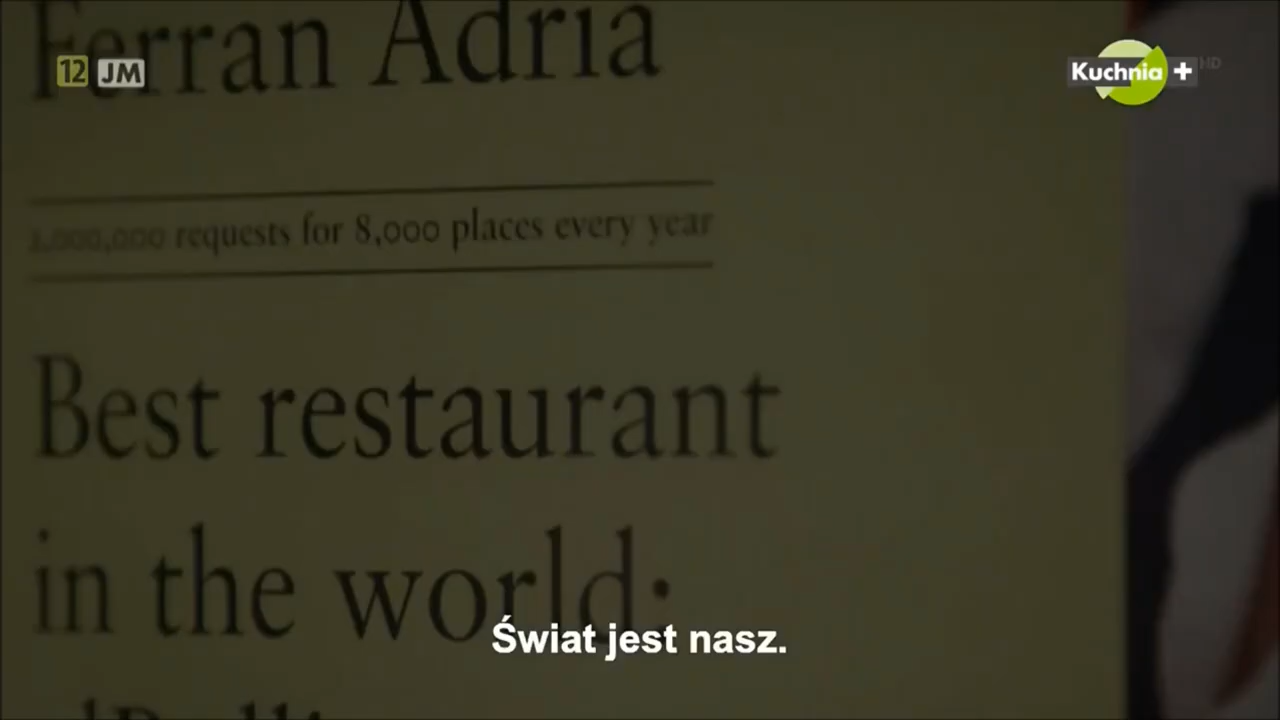 Ferran Adria
12 JM
Kuchnia +
HD
requests for 8,000 places every year
Best restaurant
in the world:
Świat jest nasz.